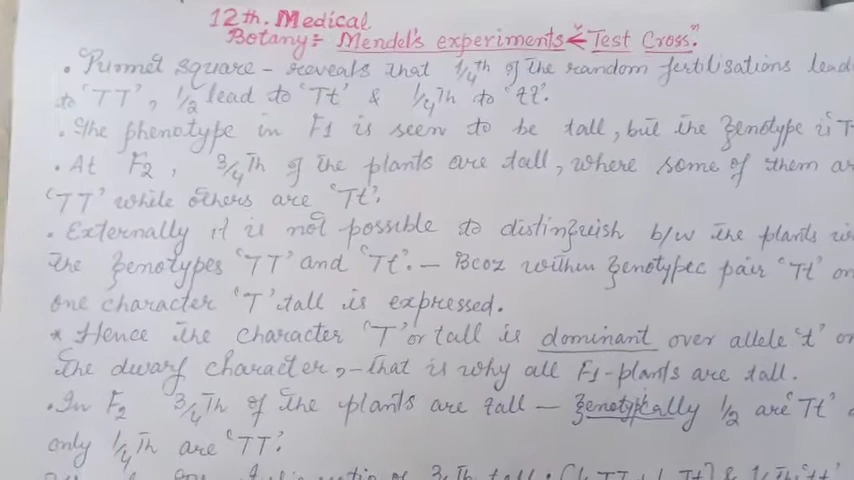 12th. Medical
Botany:- Mendel's experiments ← "Test Cross."
• Punnet square - reveals that 1/4th of the random fertilisations lead
to 'TT', 1/2 lead to 'Tt' & 1/4th to 'tt'.
• The phenotype in F1 is seen to be tall, but the genotype is
• At F2, 3/4th of the plants are tall, where some of them
'TT' while others are 'Tt'.
• Externally it is not possible to distinguish b/w the plants
the genotypes 'TT' and 'Tt'. - Bcoz within genotypec pair 'Tt'
one character 'T' tall is expressed.
* Hence the character 'T' or tall is dominant over allele 't'
the dwarf character, - that is why all F1-plants are tall.
• In F2 3/4th of the plants are tall - genotypically 1/2 are 'Tt'
only 1/4th are 'TT'.
3/4th tall